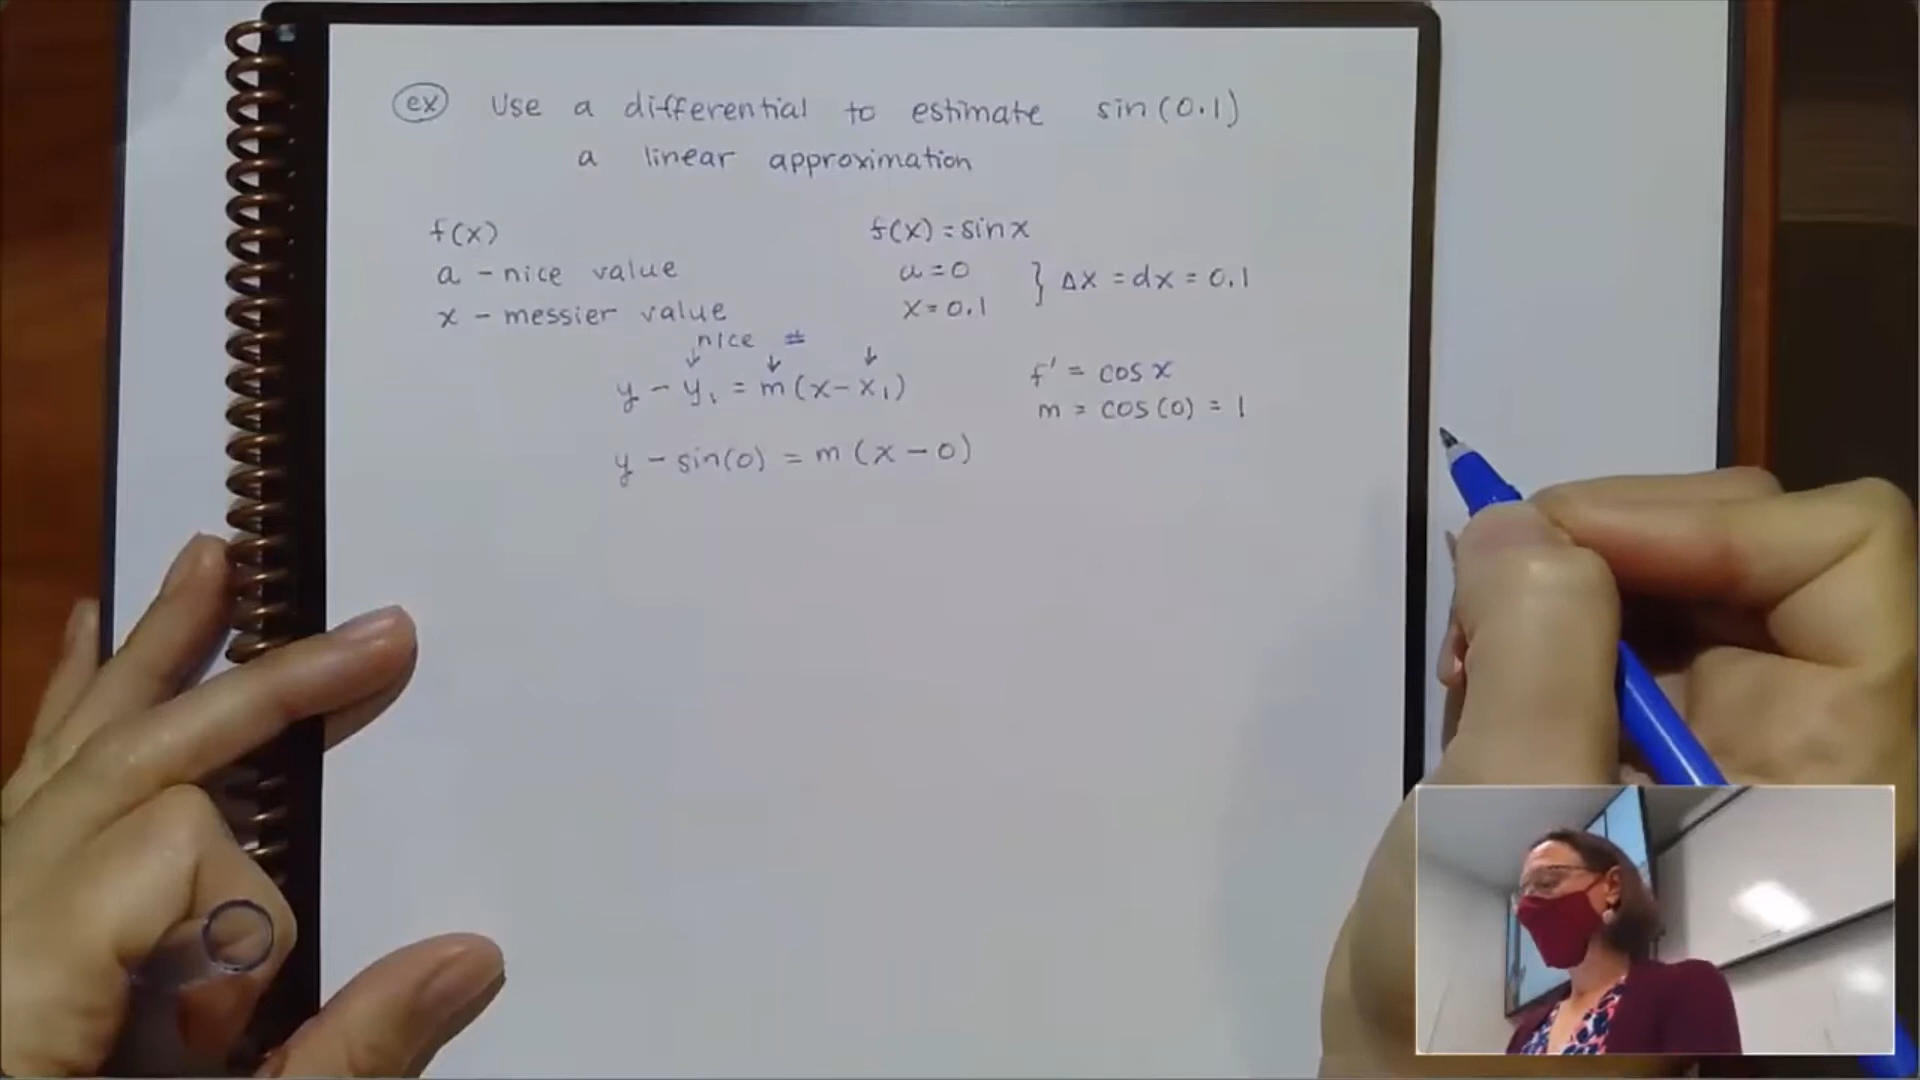 ex Use a differential to estimate sin(0.1)
a linear approximation
f(x)
a - nice value
x - messier value
f(x) = sin x
a = 0
x = 0.1
} Δx = dx = 0.1
nice #
↓ ↓ ↓
y - y₁ = m(x - x₁)
y - sin(0) = m(x - 0)
f' = cos x
m = cos(0) = 1